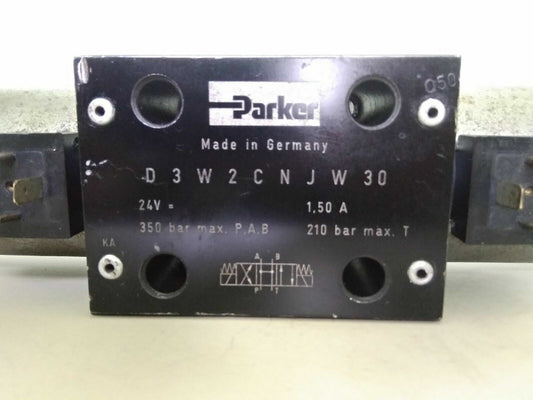 050
Parker
Made in Germany
D 3 W 2 C N J W 30
24V = 1,50 A
350 bar max. P,A,B 210 bar max. T
KA
A B
P T